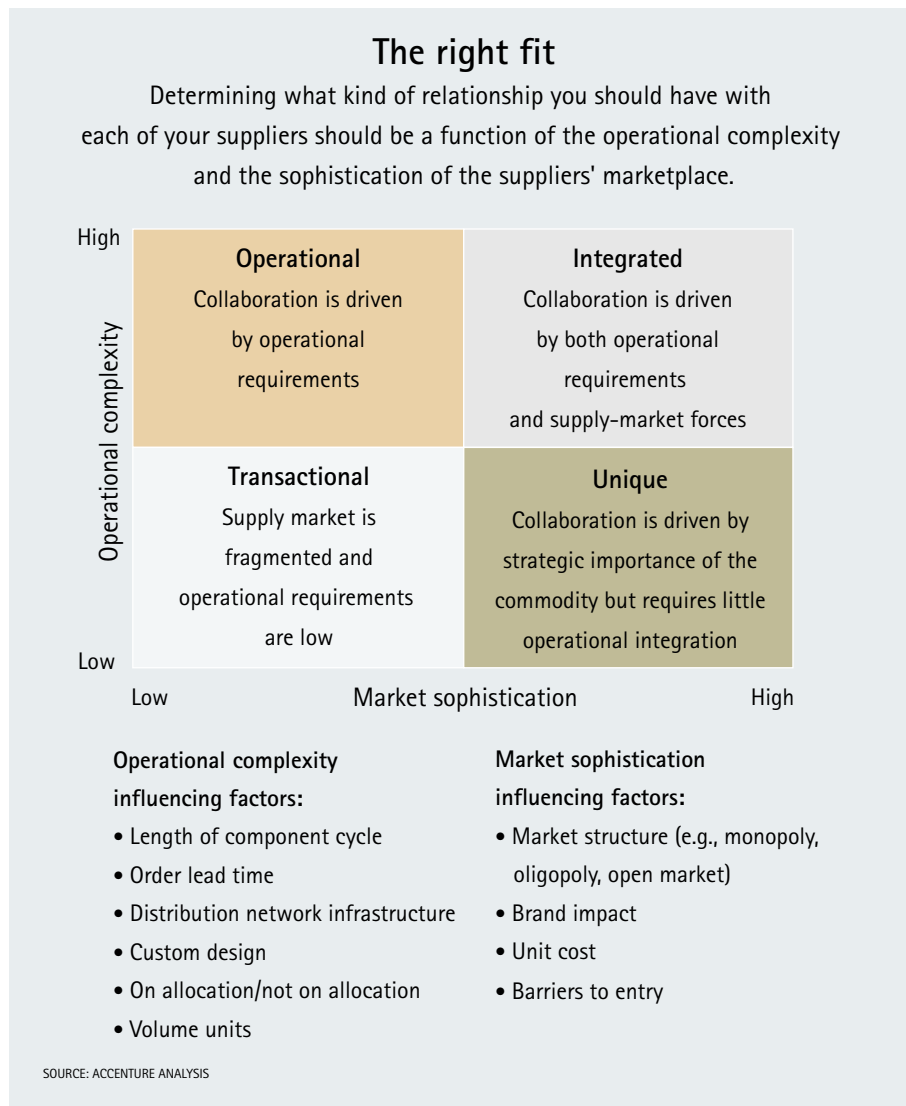 The right fit
Determining what kind of relationship you should have with
each of your suppliers should be a function of the operational complexity
and the sophistication of the suppliers' marketplace.
High
Operational complexity
Low
Operational
Collaboration is driven
by operational
requirements
Integrated
Collaboration is driven
by both operational
requirements
and supply-market forces
Transactional
Supply market is
fragmented and
operational requirements
are low
Unique
Collaboration is driven by
strategic importance of the
commodity but requires little
operational integration
Low
Market sophistication
High
Operational complexity
influencing factors:
• Length of component cycle
• Order lead time
• Distribution network infrastructure
• Custom design
• On allocation/not on allocation
• Volume units
Market sophistication
influencing factors:
• Market structure (e.g., monopoly,
oligopoly, open market)
• Brand impact
• Unit cost
• Barriers to entry
SOURCE: ACCENTURE ANALYSIS